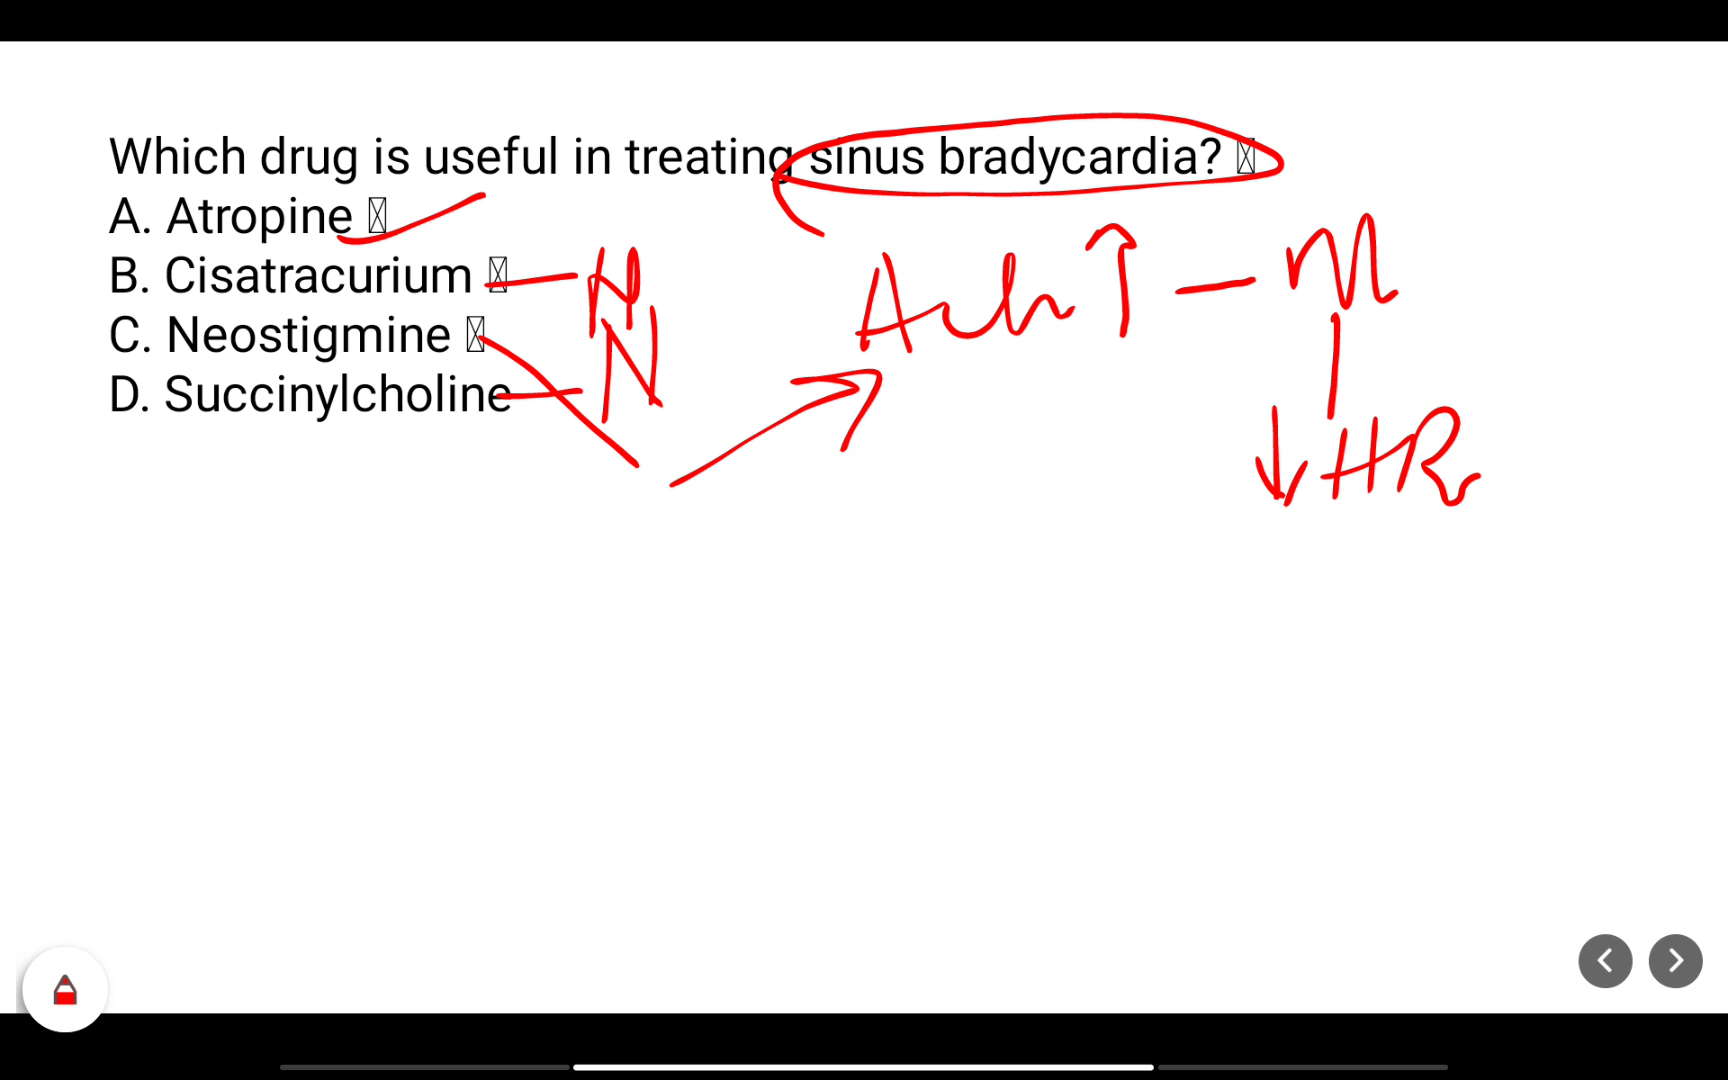 Which drug is useful in treating sinus bradycardia?
A. Atropine
B. Cisatracurium
C. Neostigmine
D. Succinylcholine
N
N
Ach ↑ - M
↓ HR